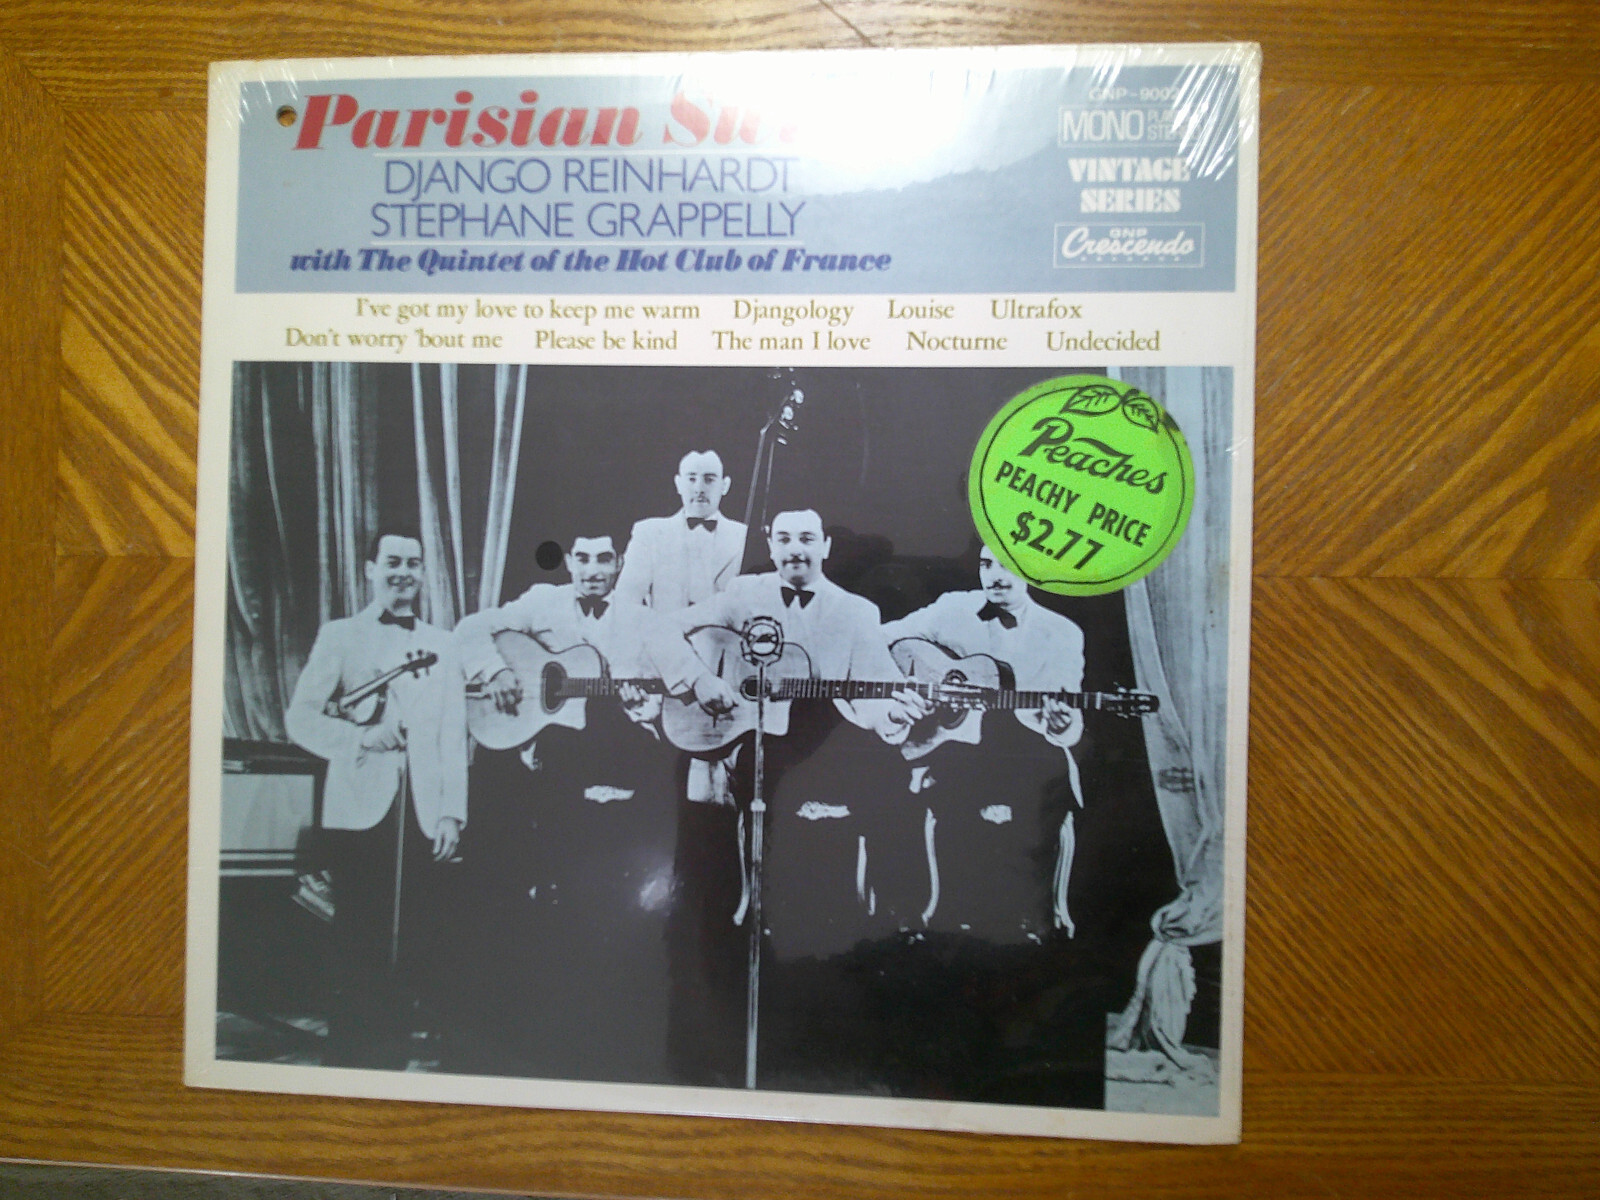 Parisian
DJANGO REINHARDT
STEPHANE GRAPPELLY
with The Quintet of the Hot Club of France
GNP-9002
MONO
VINTAGE
SERIES
GNP
Crescendo
RECORDS
I've got my love to keep me warm Djangology Louise Ultrafox
Don't worry 'bout me Please be kind The man I love Nocturne Undecided
Peaches
PEACHY PRICE
$2.77